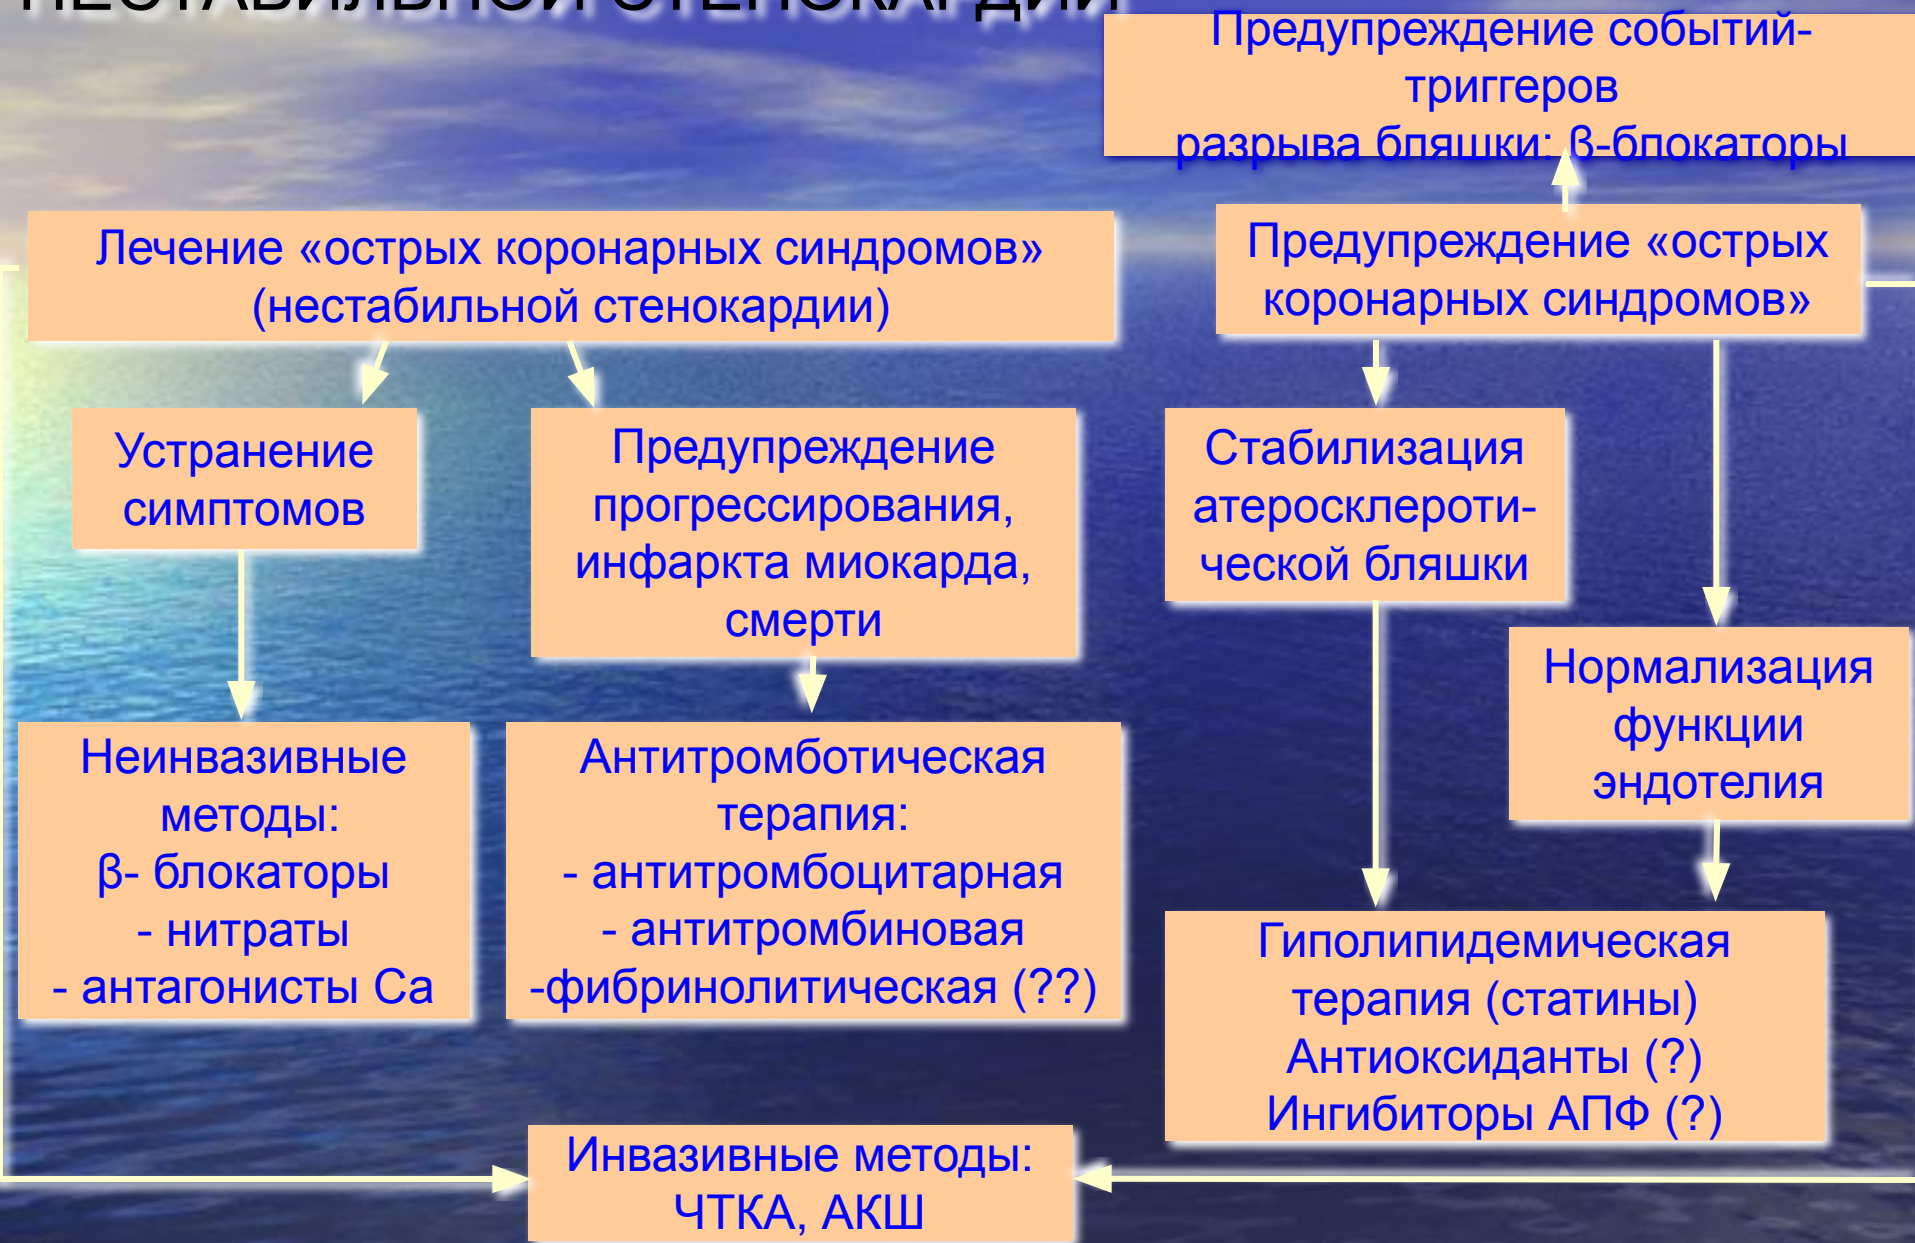 НЕСТАБИЛЬНОЙ СТЕНОКАРДИИ
Предупреждение событий-
триггеров
разрыва бляшки: β-блокаторы
Лечение «острых коронарных синдромов»
(нестабильной стенокардии)
Предупреждение «острых
коронарных синдромов»
Устранение
симптомов
Предупреждение
прогрессирования,
инфаркта миокарда,
смерти
Стабилизация
атеросклероти-
ческой бляшки
Нормализация
функции
эндотелия
Неинвазивные
методы:
β- блокаторы
- нитраты
- антагонисты Са
Антитромботическая
терапия:
- антитромбоцитарная
- антитромбиновая
-фибринолитическая (??)
Гиполипидемическая
терапия (статины)
Антиоксиданты (?)
Ингибиторы АПФ (?)
Инвазивные методы:
ЧТКА, АКШ